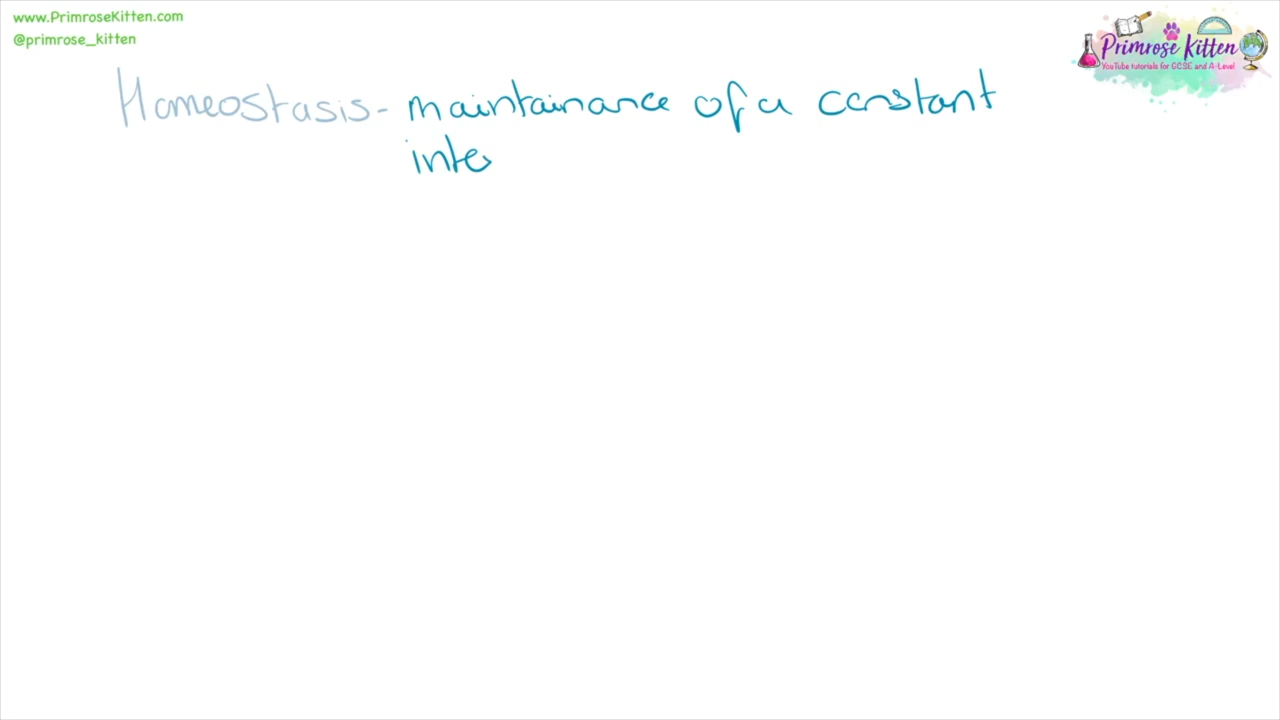 www.PrimroseKitten.com
@primrose_kitten
Primrose Kitten
YouTube tutorials for GCSE and A-Level
Homeostasis - maintainance of a constant
inte